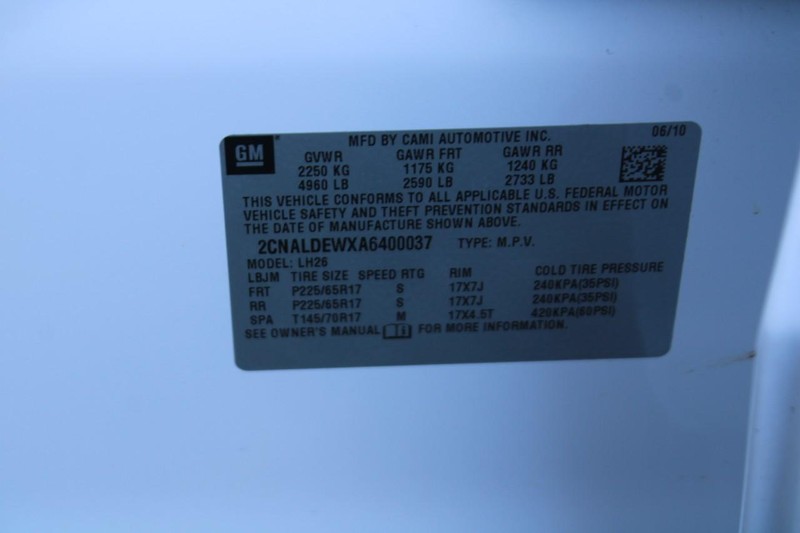 GM
MFD BY CAMI AUTOMOTIVE INC. 06/10
GVWR GAWR FRT GAWR RR
2250 KG 1175 KG 1240 KG
4960 LB 2590 LB 2733 LB
THIS VEHICLE CONFORMS TO ALL APPLICABLE U.S. FEDERAL MOTOR
VEHICLE SAFETY AND THEFT PREVENTION STANDARDS IN EFFECT ON
THE DATE OF MANUFACTURE SHOWN ABOVE.
2CNALDEWXA6400037 TYPE: M.P.V.
MODEL: LH26
LBJM TIRE SIZE SPEED RTG RIM COLD TIRE PRESSURE
FRT P225/65R17 S 17X7J 240KPA(35PSI)
RR P225/65R17 S 17X7J 240KPA(35PSI)
SPA T145/70R17 M 17X4.5T 420KPA(60PSI)
SEE OWNER'S MANUAL FOR MORE INFORMATION.